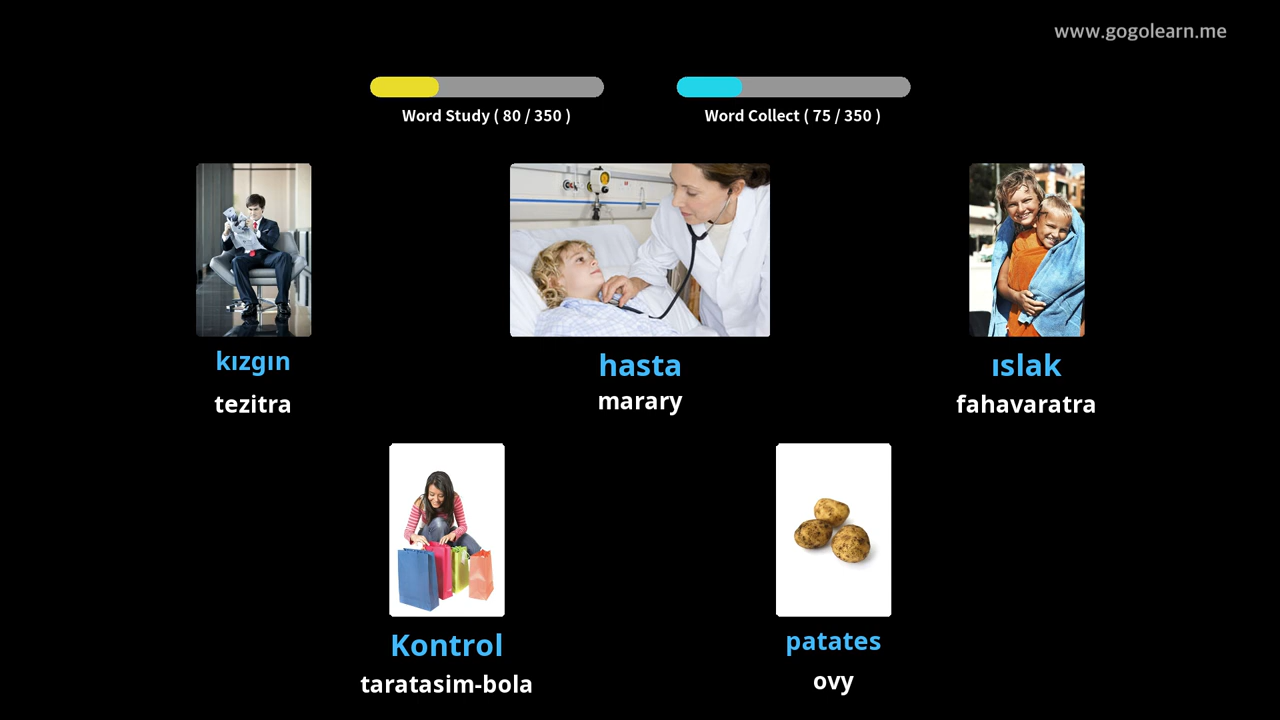 www.gogolearn.me
Word Study ( 80 / 350 )
Word Collect ( 75 / 350 )
kızgın
hasta
ıslak
tezitra
marary
fahavaratra
Kontrol
patates
taratasim-bola
ovy